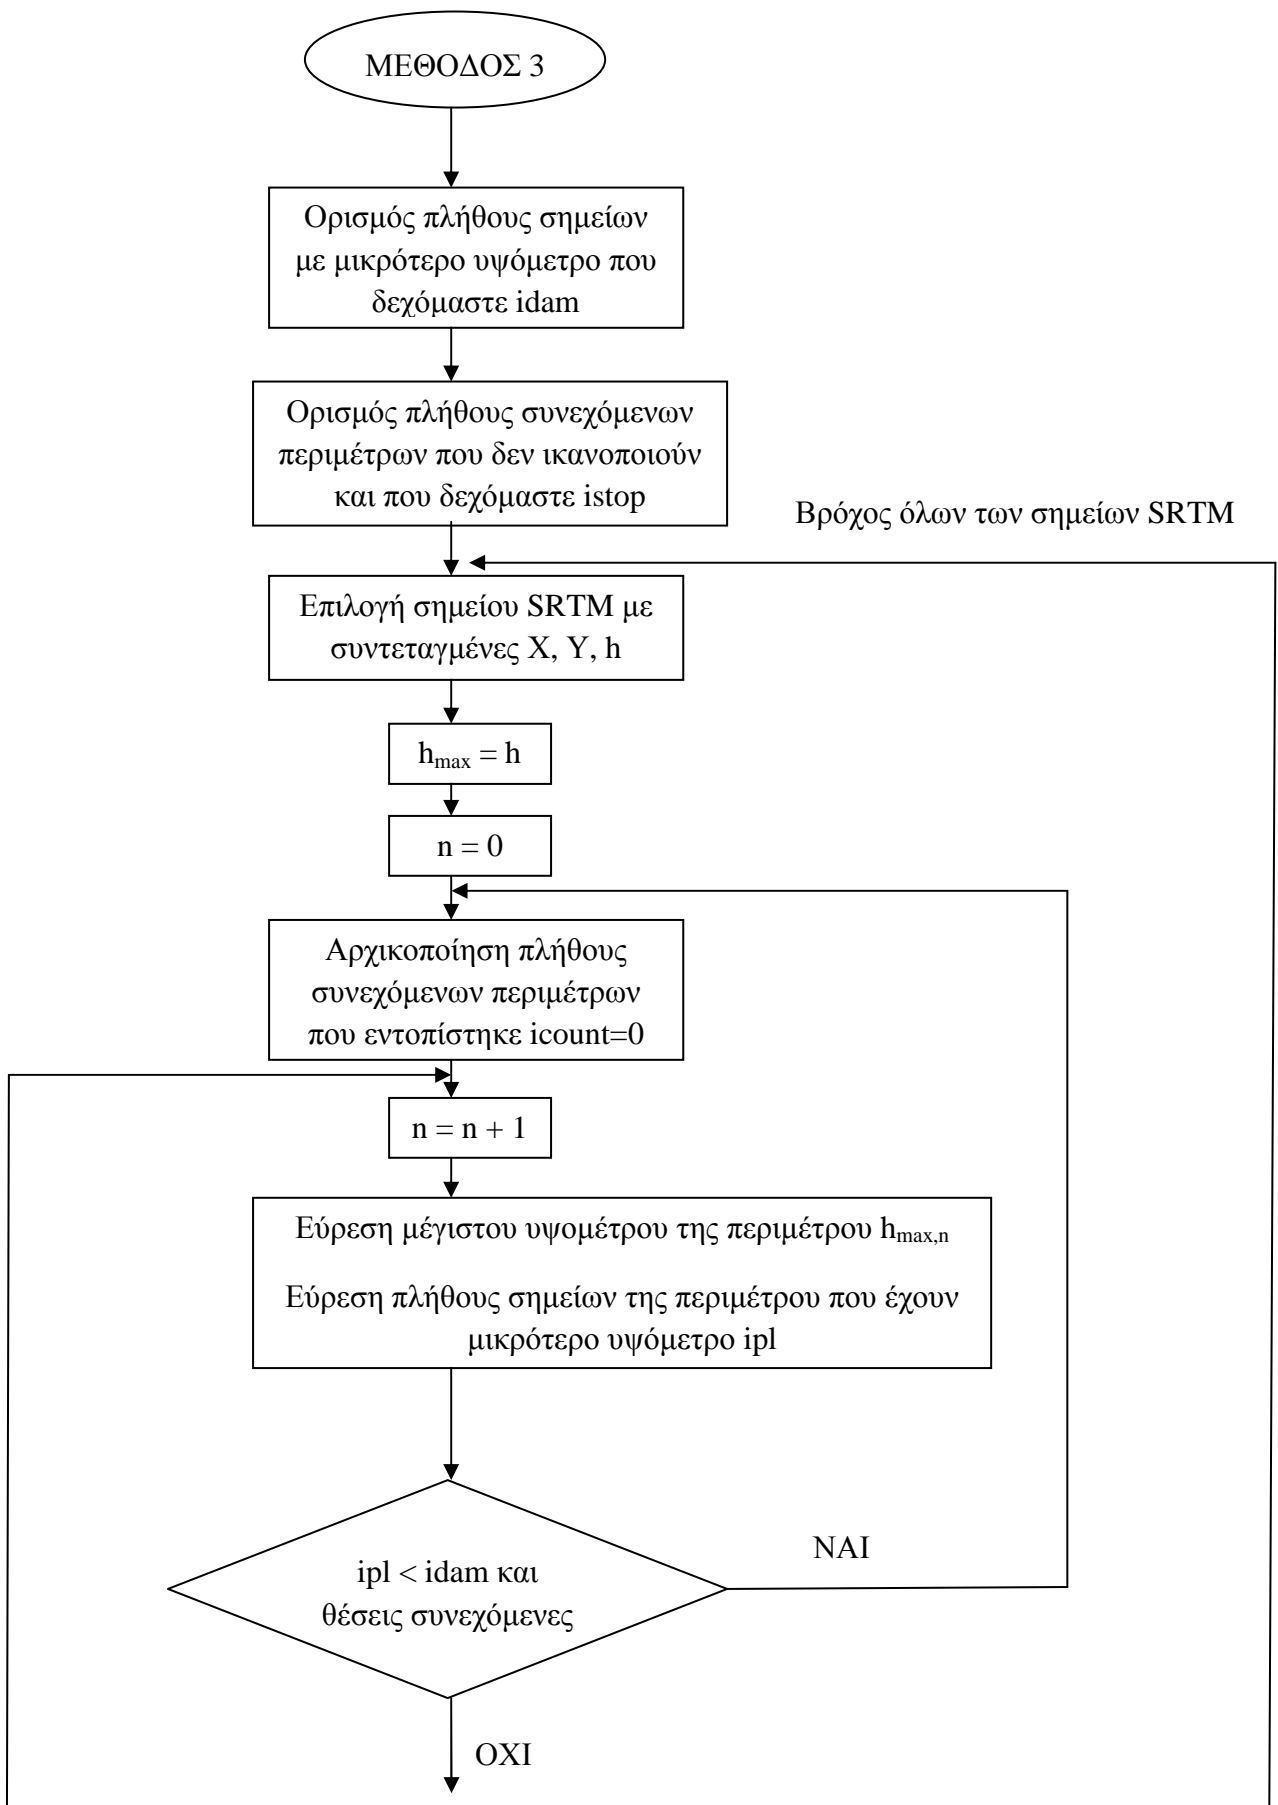 ΜΕΘΟΔΟΣ 3
Ορισμός πλήθους σημείων
με μικρότερο υψόμετρο που
δεχόμαστε idam
Ορισμός πλήθους συνεχόμενων
περιμέτρων που δεν ικανοποιούν
και που δεχόμαστε istop
Βρόχος όλων των σημείων SRTM
Επιλογή σημείου SRTM με
συντεταγμένες X, Y, h
hmax = h
n = 0
Αρχικοποίηση πλήθους
συνεχόμενων περιμέτρων
που εντοπίστηκε icount=0
n = n + 1
Εύρεση μέγιστου υψομέτρου της περιμέτρου hmax,n
Εύρεση πλήθους σημείων της περιμέτρου που έχουν
μικρότερο υψόμετρο ipl
ΝΑΙ
ipl < idam και
θέσεις συνεχόμενες
ΟΧΙ